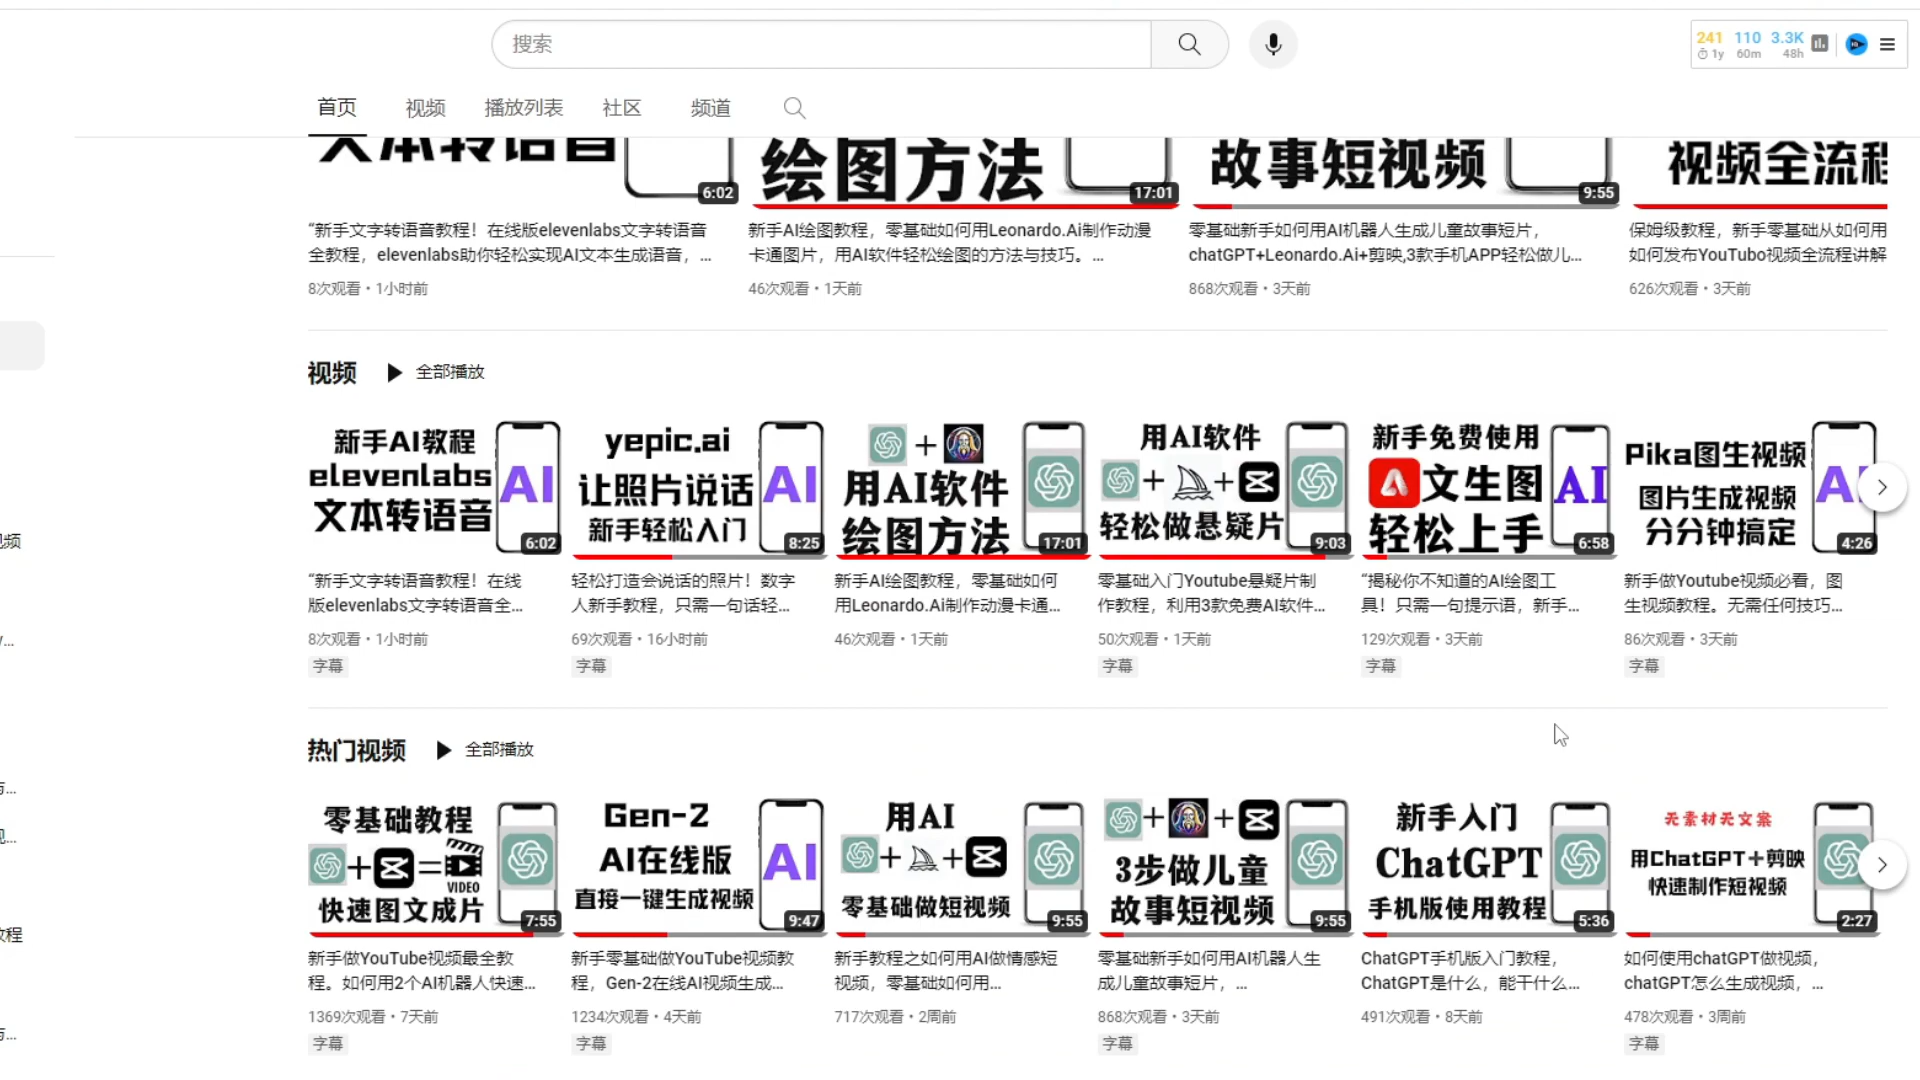 搜索
241 110 3.3K
1y 60m 48h
首页 视频 播放列表 社区 频道
文本转语音
6:02
绘图方法
17:01
故事短视频
9:55
视频全流程
“新手文字转语音教程！在线版elevenlabs文字转语音
全教程，elevenlabs助你轻松实现AI文本生成语音，...
8次观看・1小时前
新手AI绘图教程，零基础如何用Leonardo.Ai制作动漫
卡通图片，用AI软件轻松绘图的方法与技巧。...
46次观看・1天前
零基础新手如何用AI机器人生成儿童故事短片，
chatGPT+Leonardo.Ai+剪映,3款手机APP轻松做儿...
868次观看・3天前
保姆级教程，新手零基础从如何用
如何发布YouTubo视频全流程讲解
626次观看・3天前
视频 全部播放
新手AI教程
elevenlabs
文本转语音
AI
6:02
“新手文字转语音教程！在线
版elevenlabs文字转语音全...
8次观看・1小时前
字幕
yepic.ai
让照片说话
新手轻松入门
AI
8:25
轻松打造会说话的照片！数字
人新手教程，只需一句话轻...
69次观看・16小时前
字幕
+
用AI软件
绘图方法
17:01
新手AI绘图教程，零基础如何
用Leonardo.Ai制作动漫卡通...
46次观看・1天前
用AI软件
+ +
轻松做悬疑片
9:03
零基础入门Youtube悬疑片制
作教程，利用3款免费AI软件...
50次观看・1天前
字幕
新手免费使用
文生图
轻松上手
AI
6:58
“揭秘你不知道的AI绘图工
具！只需一句提示语，新手...
129次观看・3天前
字幕
Pika图生视频
图片生成视频
分分钟搞定
AI
4:26
新手做Youtube视频必看，图
生视频教程。无需任何技巧...
86次观看・3天前
字幕
热门视频 全部播放
零基础教程
+ =
VIDEO
快速图文成片
7:55
新手做YouTube视频最全教
程。如何用2个AI机器人快速...
1369次观看・7天前
字幕
Gen-2
AI在线版
直接一键生成视频
AI
9:47
新手零基础做YouTube视频教
程，Gen-2在线AI视频生成...
1234次观看・4天前
字幕
用AI
+ +
零基础做短视频
9:55
新手教程之如何用AI做情感短
视频，零基础如何用...
717次观看・2周前
+ +
3步做儿童
故事短视频
9:55
零基础新手如何用AI机器人生
成儿童故事短片，...
868次观看・3天前
字幕
新手入门
ChatGPT
手机版使用教程
5:36
ChatGPT手机版入门教程，
ChatGPT是什么，能干什么...
491次观看・8天前
无素材无文案
用ChatGPT+剪映
快速制作短视频
2:27
如何使用chatGPT做视频，
chatGPT怎么生成视频，...
478次观看・3周前
字幕